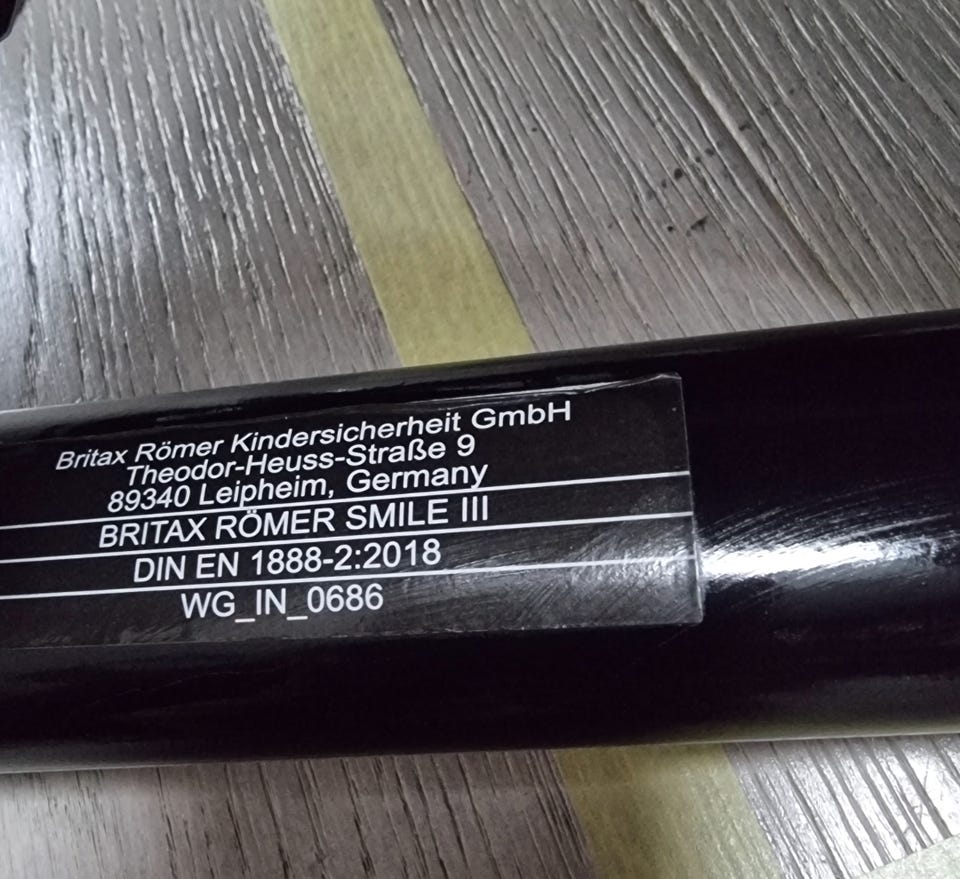 Britax Römer Kindersicherheit GmbH
Theodor-Heuss-Straße 9
89340 Leipheim, Germany
BRITAX RÖMER SMILE III
DIN EN 1888-2:2018
WG_IN_0686